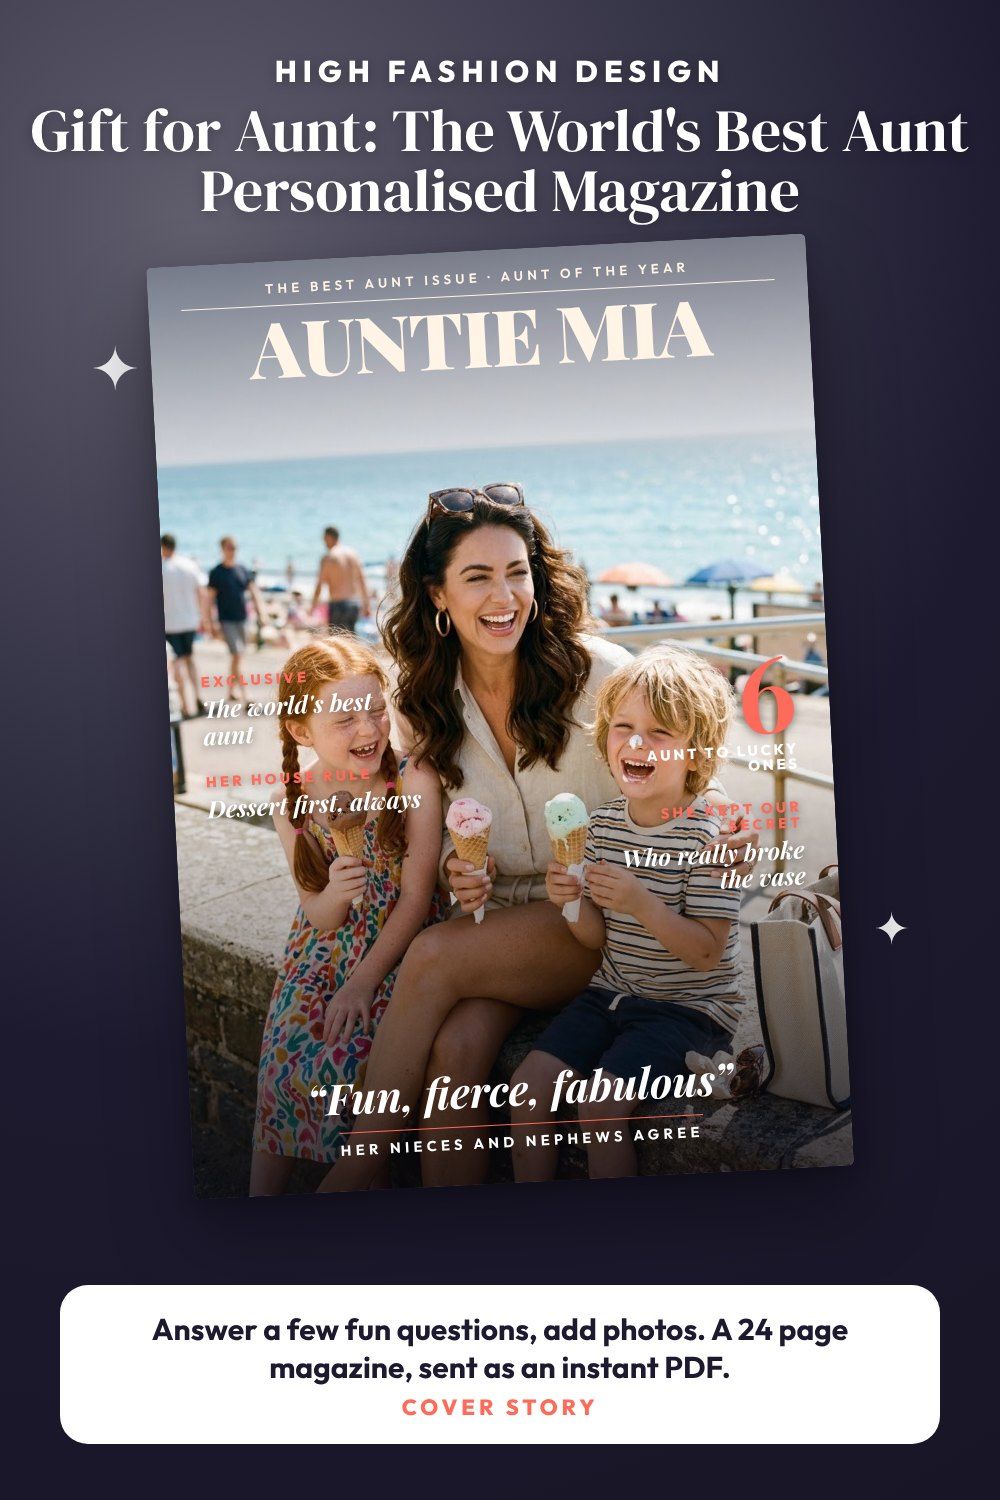 HIGH FASHION DESIGN
Gift for Aunt: The World's Best Aunt
Personalised Magazine
THE BEST AUNT ISSUE · AUNT OF THE YEAR
AUNTIE MIA
EXCLUSIVE
The world's best
aunt
HER HOUSE RULE
Dessert first, always
6
AUNT TO LUCKY
ONES
SHE KEPT OUR
SECRET
Who really broke
the vase
“Fun, fierce, fabulous”
HER NIECES AND NEPHEWS AGREE
Answer a few fun questions, add photos. A 24 page
magazine, sent as an instant PDF.
COVER STORY